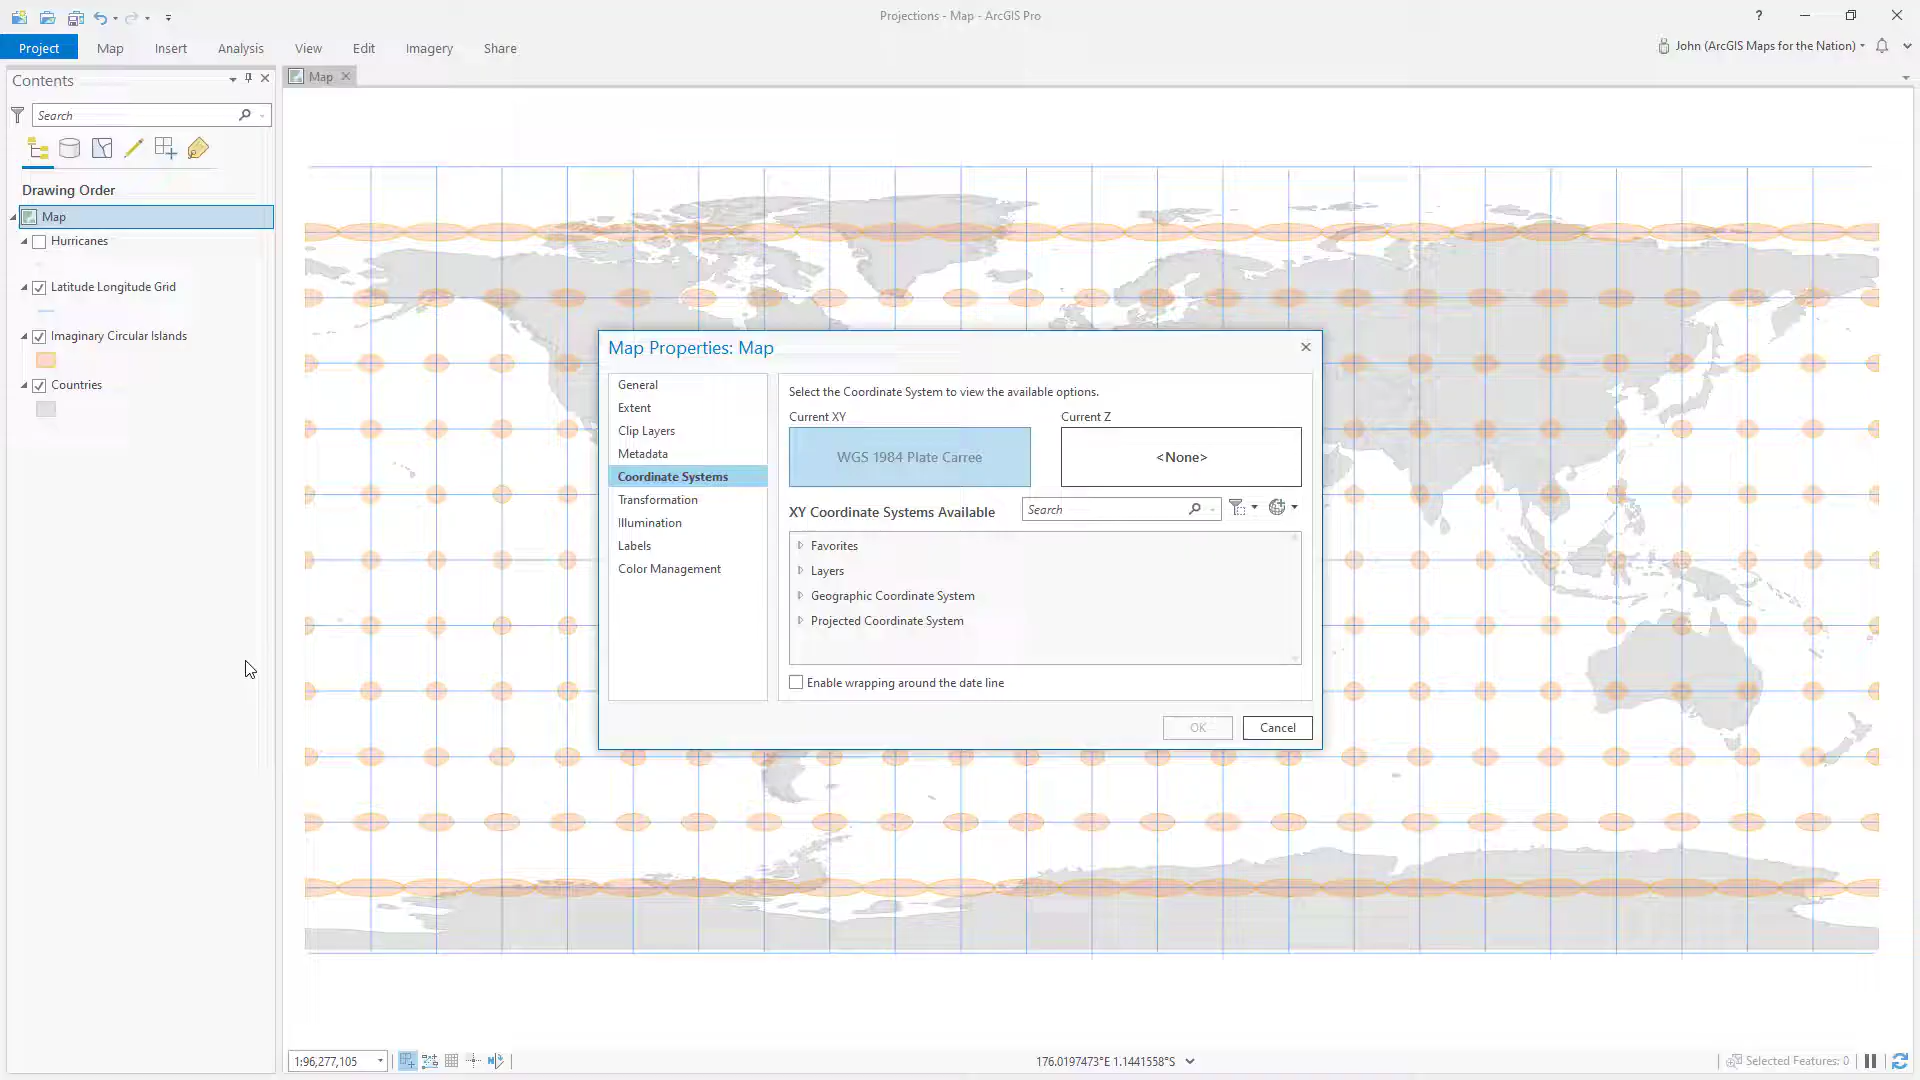 Projections - Map - ArcGIS Pro
?
Project
Map
Insert
Analysis
View
Edit
Imagery
Share
John (ArcGIS Maps for the Nation)
Contents
Map
Search
Drawing Order
Map
Hurricanes
Latitude Longitude Grid
Imaginary Circular Islands
Countries
Map Properties: Map
General
Extent
Clip Layers
Metadata
Coordinate Systems
Transformation
Illumination
Labels
Color Management
Select the Coordinate System to view the available options.
Current XY
Current Z
WGS 1984 Plate Carree
<None>
XY Coordinate Systems Available
Search
Favorites
Layers
Geographic Coordinate System
Projected Coordinate System
Enable wrapping around the date line
OK
Cancel
1:96,277,105
176.0197473°E 1.1441558°S
Selected Features: 0